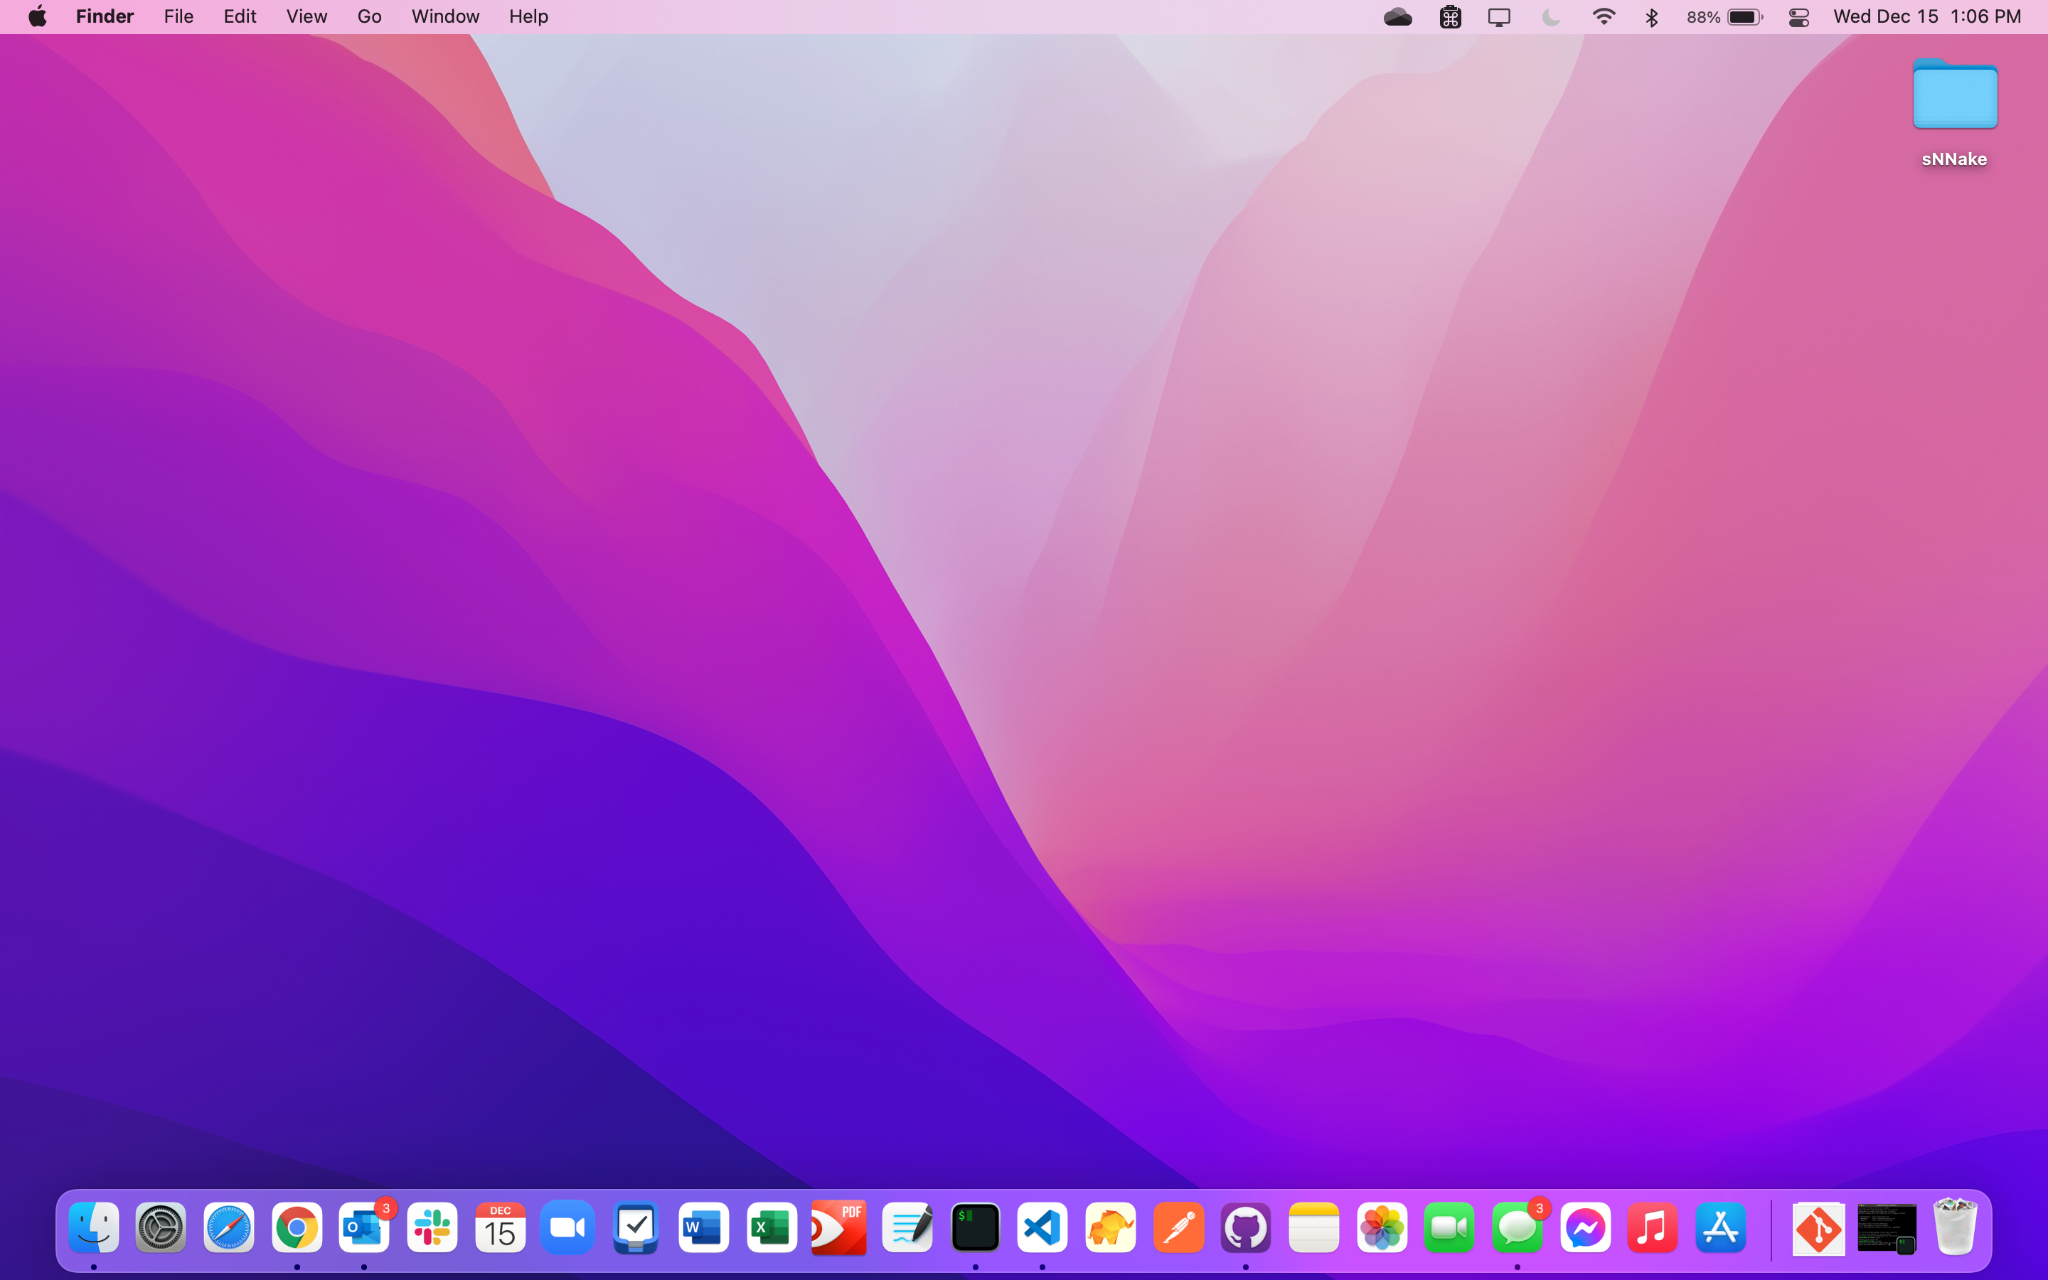 Finder File Edit View Go Window Help 88% Wed Dec 15 1:06 PM
sNNake
3
DEC
15
W
X
PDF
$
3